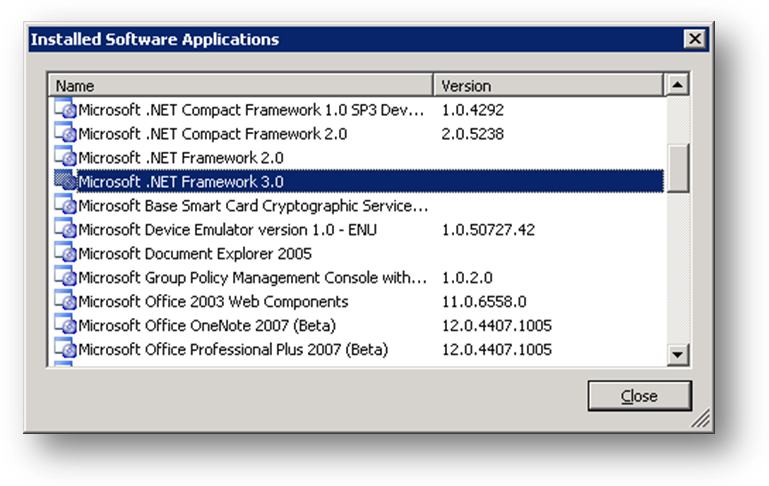 Installed Software Applications
Name Version
Microsoft .NET Compact Framework 1.0 SP3 Dev... 1.0.4292
Microsoft .NET Compact Framework 2.0 2.0.5238
Microsoft .NET Framework 2.0
Microsoft .NET Framework 3.0
Microsoft Base Smart Card Cryptographic Service...
Microsoft Device Emulator version 1.0 - ENU 1.0.50727.42
Microsoft Document Explorer 2005
Microsoft Group Policy Management Console with... 1.0.2.0
Microsoft Office 2003 Web Components 11.0.6558.0
Microsoft Office OneNote 2007 (Beta) 12.0.4407.1005
Microsoft Office Professional Plus 2007 (Beta) 12.0.4407.1005
Close